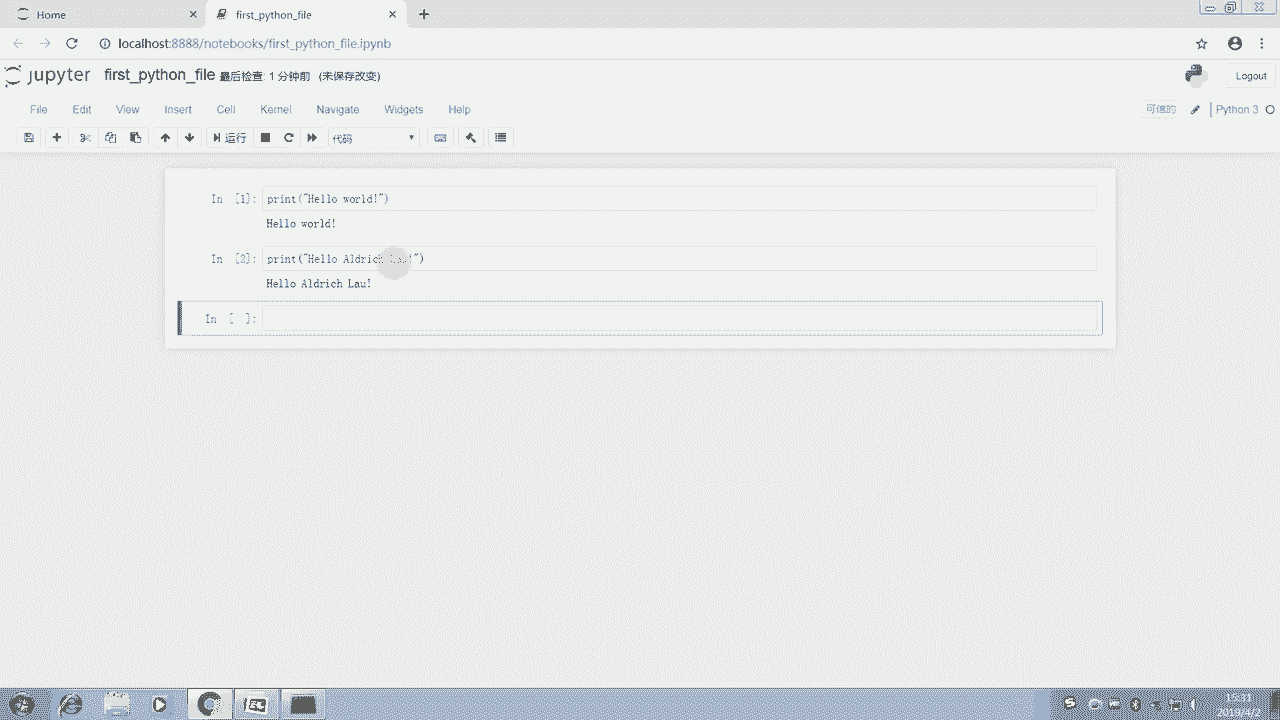 Home
first_python_file
localhost:8888/notebooks/first_python_file.ipynb
jupyter first_python_file 最后检查: 1 分钟前 (未保存改变)
Logout
File Edit View Insert Cell Kernel Navigate Widgets Help
可信的 Python 3
运行 代码
In [1]: print("Hello world!")
Hello world!
In [2]: print("Hello Aldrich Lau!")
Hello Aldrich Lau!
In [ ]:
15:31
2019/4/2